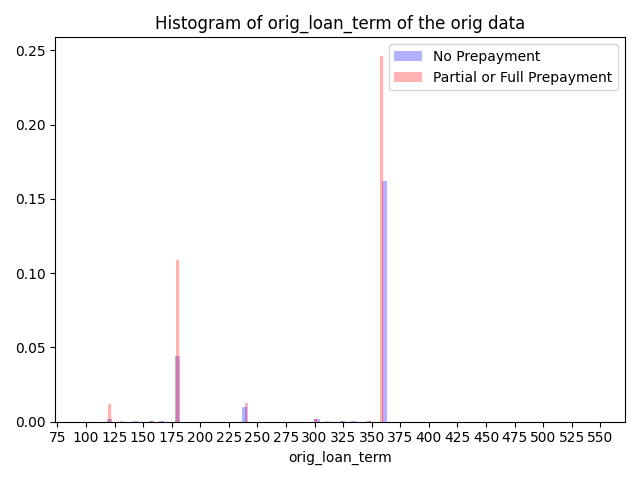 Histogram of orig_loan_term of the orig data
No Prepayment
Partial or Full Prepayment
0.25
0.20
0.15
0.10
0.05
0.00
75 100 125 150 175 200 225 250 275 300 325 350 375 400 425 450 475 500 525 550
orig_loan_term